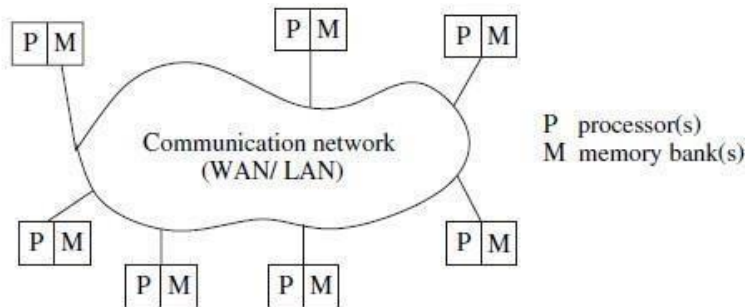 P M
P M
P M
Communication network
(WAN/ LAN)
P processor(s)
M memory bank(s)
P M
P M
P M
P M